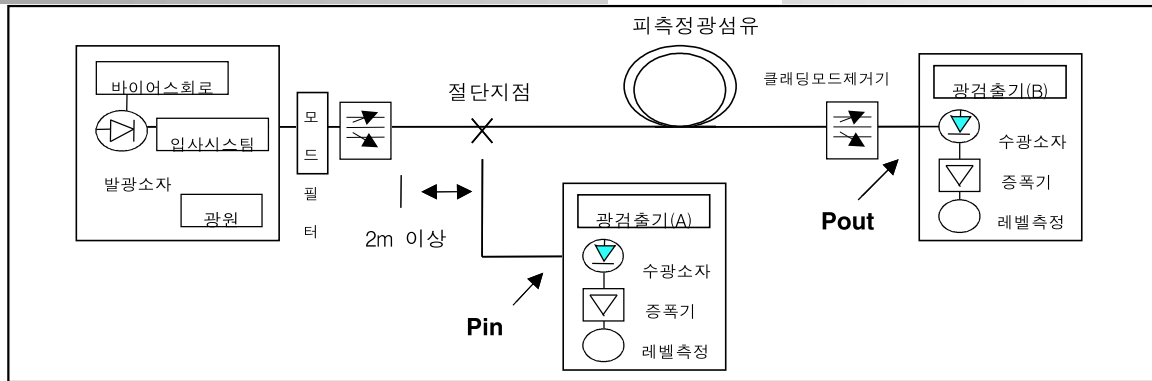 피측정광섬유
바이어스회로
입사시스팀
발광소자
광원
모
드
필
터
절단지점
2m 이상
클래딩모드제거기
광검출기(B)
수광소자
증폭기
레벨측정
Pout
광검출기(A)
수광소자
증폭기
레벨측정
Pin